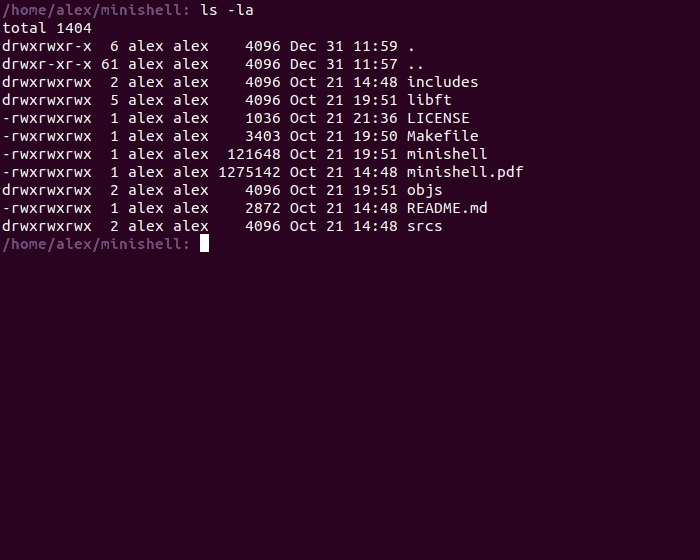 /home/alex/minishell: ls -la
total 1404
drwxrwxr-x  6 alex alex    4096 Dec 31 11:59 .
drwxr-xr-x 61 alex alex    4096 Dec 31 11:57 ..
drwxrwxrwx  2 alex alex    4096 Oct 21 14:48 includes
drwxrwxrwx  5 alex alex    4096 Oct 21 19:51 libft
-rwxrwxrwx  1 alex alex    1036 Oct 21 21:36 LICENSE
-rwxrwxrwx  1 alex alex    3403 Oct 21 19:50 Makefile
-rwxrwxrwx  1 alex alex  121648 Oct 21 19:51 minishell
-rwxrwxrwx  1 alex alex 1275142 Oct 21 14:48 minishell.pdf
drwxrwxrwx  2 alex alex    4096 Oct 21 19:51 objs
-rwxrwxrwx  1 alex alex    2872 Oct 21 14:48 README.md
drwxrwxrwx  2 alex alex    4096 Oct 21 14:48 srcs
/home/alex/minishell: